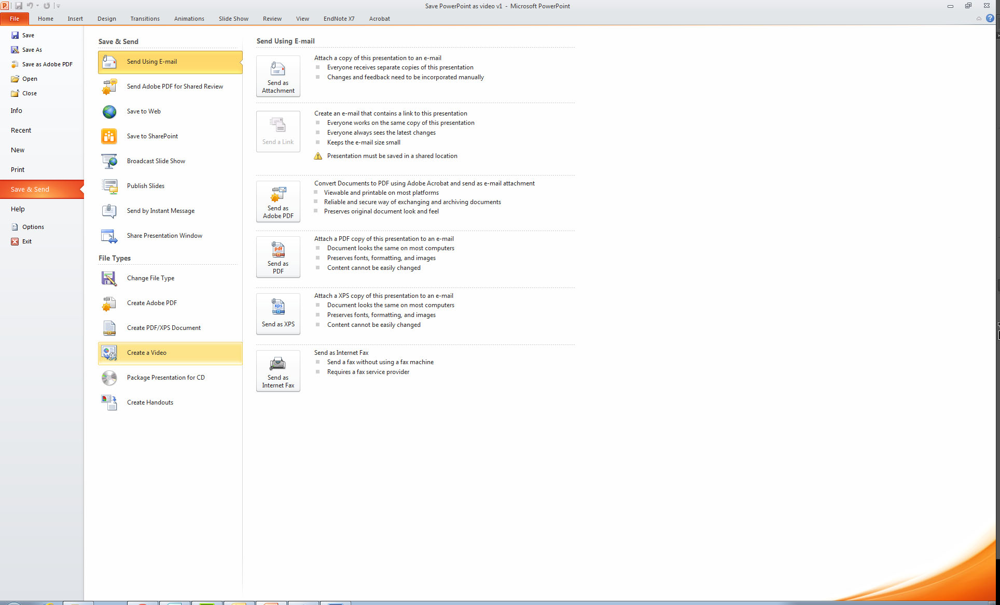 Save PowerPoint as video v1 - Microsoft PowerPoint
File Home Insert Design Transitions Animations Slide Show Review View EndNote X7 Acrobat
Save
Save As
Save as Adobe PDF
Open
Close
Info
Recent
New
Print
Save & Send
Help
Options
Exit
Save & Send
Send Using E-mail
Send Adobe PDF for Shared Review
Save to Web
Save to SharePoint
Broadcast Slide Show
Publish Slides
Send by Instant Message
Share Presentation Window
File Types
Change File Type
Create Adobe PDF
Create PDF/XPS Document
Create a Video
Package Presentation for CD
Create Handouts
Send Using E-mail
Send as
Attachment
Attach a copy of this presentation to an e-mail
Everyone receives separate copies of this presentation
Changes and feedback need to be incorporated manually
Send a Link
Create an e-mail that contains a link to this presentation
Everyone works on the same copy of this presentation
Everyone always sees the latest changes
Keeps the e-mail size small
Presentation must be saved in a shared location
Send as
Adobe PDF
Convert Documents to PDF using Adobe Acrobat and send as e-mail attachment
Viewable and printable on most platforms
Reliable and secure way of exchanging and archiving documents
Preserves original document look and feel
pdf
Send as
PDF
Attach a PDF copy of this presentation to an e-mail
Document looks the same on most computers
Preserves fonts, formatting, and images
Content cannot be easily changed
xps
Send as XPS
Attach a XPS copy of this presentation to an e-mail
Document looks the same on most computers
Preserves fonts, formatting, and images
Content cannot be easily changed
Send as
Internet Fax
Send as Internet Fax
Send a fax without using a fax machine
Requires a fax service provider